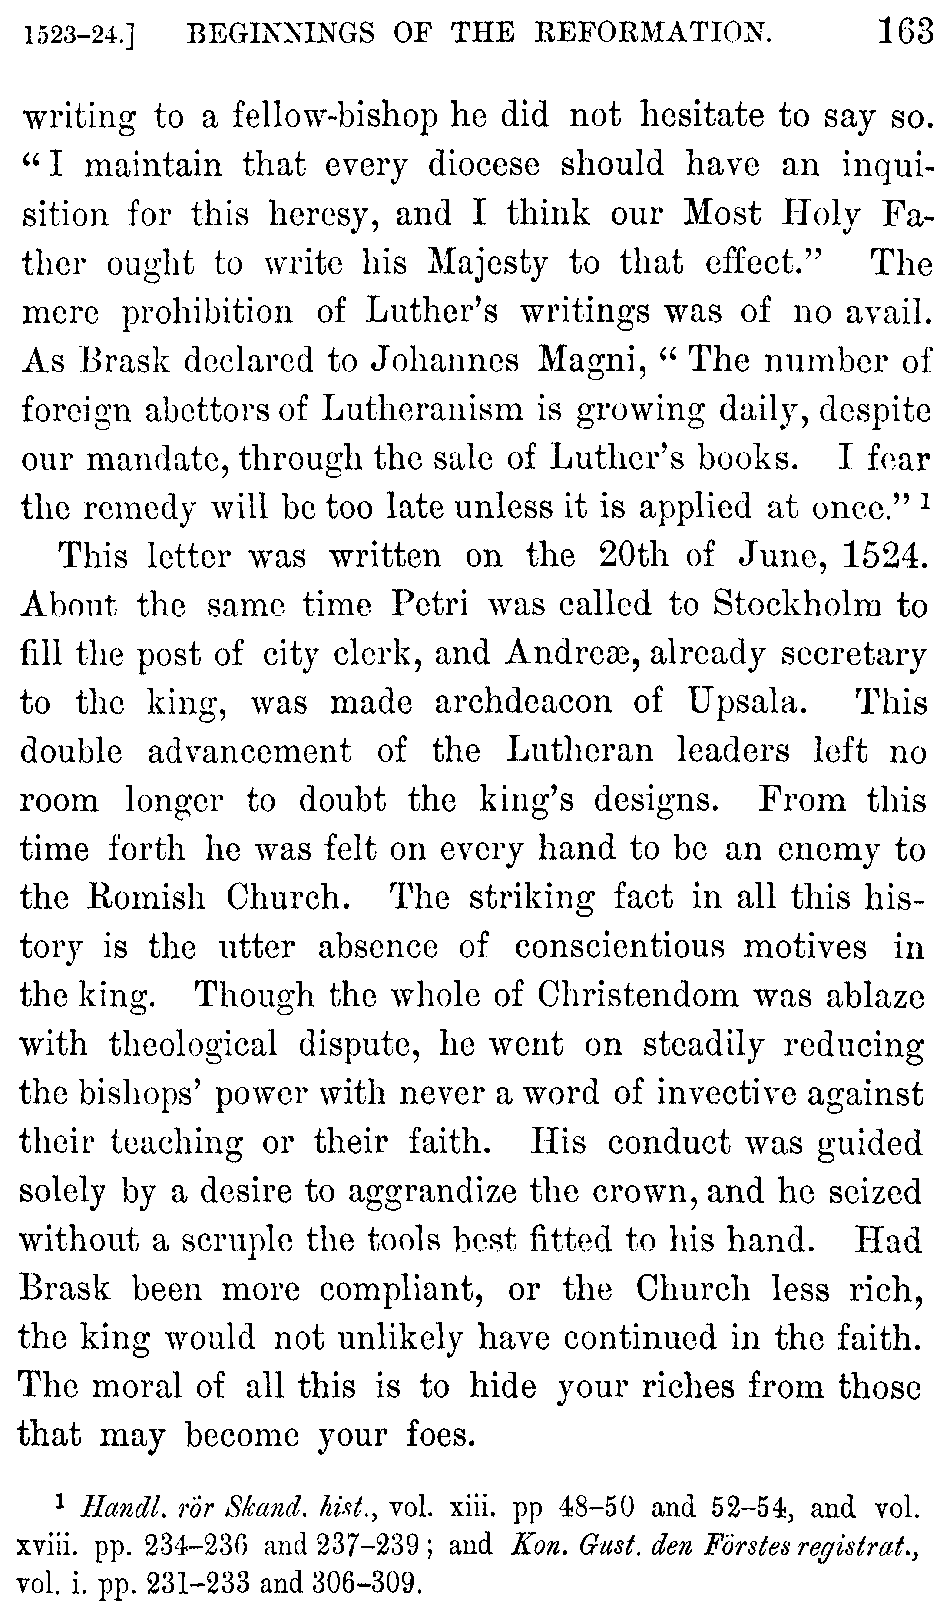 1523–24.] BEGINNINGS OF THE REFORMATION. 163
writing to a fellow-bishop he did not hesitate to say so.
“I maintain that every diocese should have an inqui-
sition for this heresy, and I think our Most Holy Fa-
ther ought to write his Majesty to that effect.” The
mere prohibition of Luther’s writings was of no avail.
As Brask declared to Johannes Magni, “The number of
foreign abettors of Lutheranism is growing daily, despite
our mandate, through the sale of Luther’s books. I fear
the remedy will be too late unless it is applied at once.” 1
This letter was written on the 20th of June, 1524.
About the same time Petri was called to Stockholm to
fill the post of city clerk, and Andreæ, already secretary
to the king, was made archdeacon of Upsala. This
double advancement of the Lutheran leaders left no
room longer to doubt the king’s designs. From this
time forth he was felt on every hand to be an enemy to
the Romish Church. The striking fact in all this his-
tory is the utter absence of conscientious motives in
the king. Though the whole of Christendom was ablaze
with theological dispute, he went on steadily reducing
the bishops’ power with never a word of invective against
their teaching or their faith. His conduct was guided
solely by a desire to aggrandize the crown, and he seized
without a scruple the tools best fitted to his hand. Had
Brask been more compliant, or the Church less rich,
the king would not unlikely have continued in the faith.
The moral of all this is to hide your riches from those
that may become your foes.
1 Handl. rör Skand. hist., vol. xiii. pp 48–50 and 52–54, and vol.
xviii. pp. 234–236 and 237–239; and Kon. Gust. den Förstes registrat.,
vol. i. pp. 231–233 and 306–309.